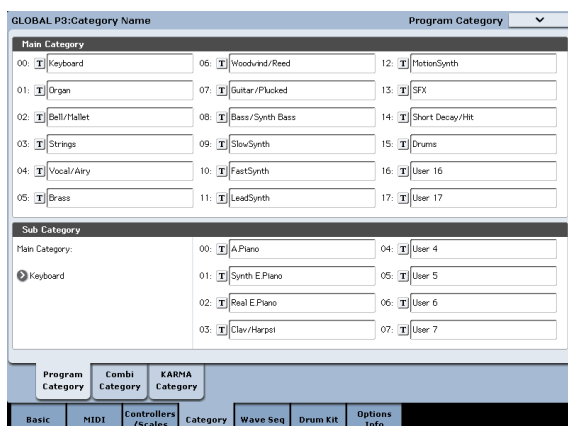 GLOBAL P3:Category Name Program Category
Main Category
00: T Keyboard 06: T Woodwind/Reed 12: T MotionSynth
01: T Organ 07: T Guitar/Plucked 13: T SFX
02: T Bell/Mallet 08: T Bass/Synth Bass 14: T Short Decay/Hit
03: T Strings 09: T SlowSynth 15: T Drums
04: T Vocal/Airy 10: T FastSynth 16: T User 16
05: T Brass 11: T LeadSynth 17: T User 17
Sub Category
Main Category: 00: T A.Piano 04: T User 4
Keyboard 01: T Synth E.Piano 05: T User 5
02: T Real E.Piano 06: T User 6
03: T Clav/Harpsi 07: T User 7
Program Category Combi Category KARMA Category
Basic MIDI Controllers /Scales Category Wave Seq Drum Kit Options Info